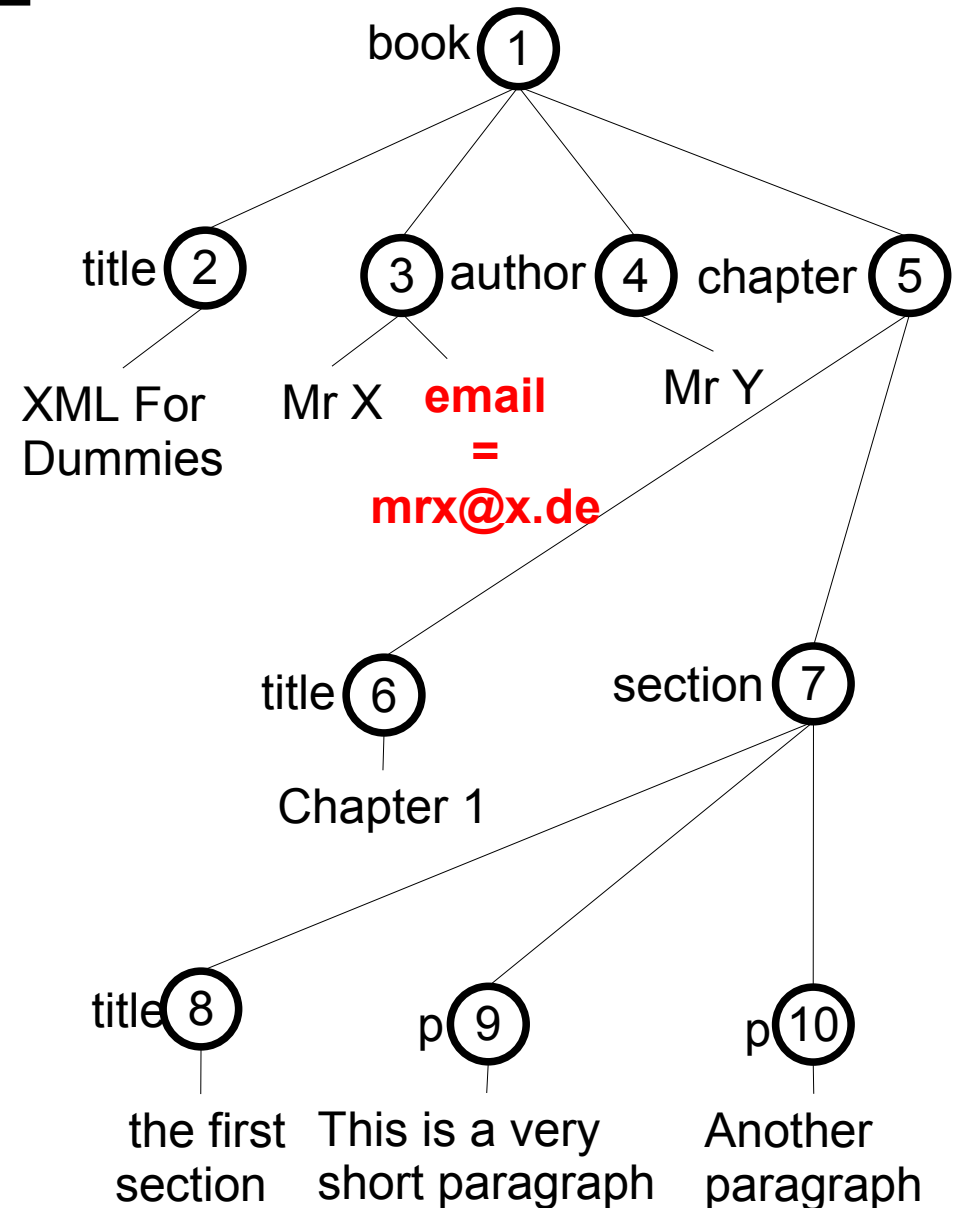 book 1
title 2
3
author 4
chapter 5
XML For
Dummies
Mr X
email
=
mrx@x.de
Mr Y
title 6
section 7
Chapter 1
title 8
p 9
p 10
the first
section
This is a very
short paragraph
Another
paragraph